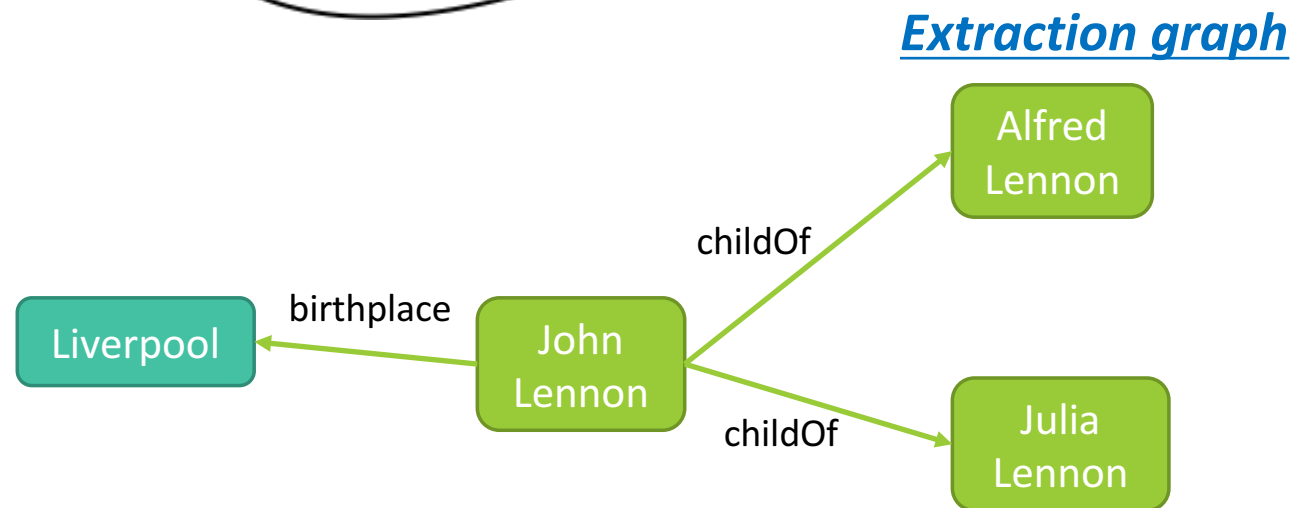 Extraction graph
Alfred
Lennon
childOf
birthplace
Liverpool
John
Lennon
childOf
Julia
Lennon